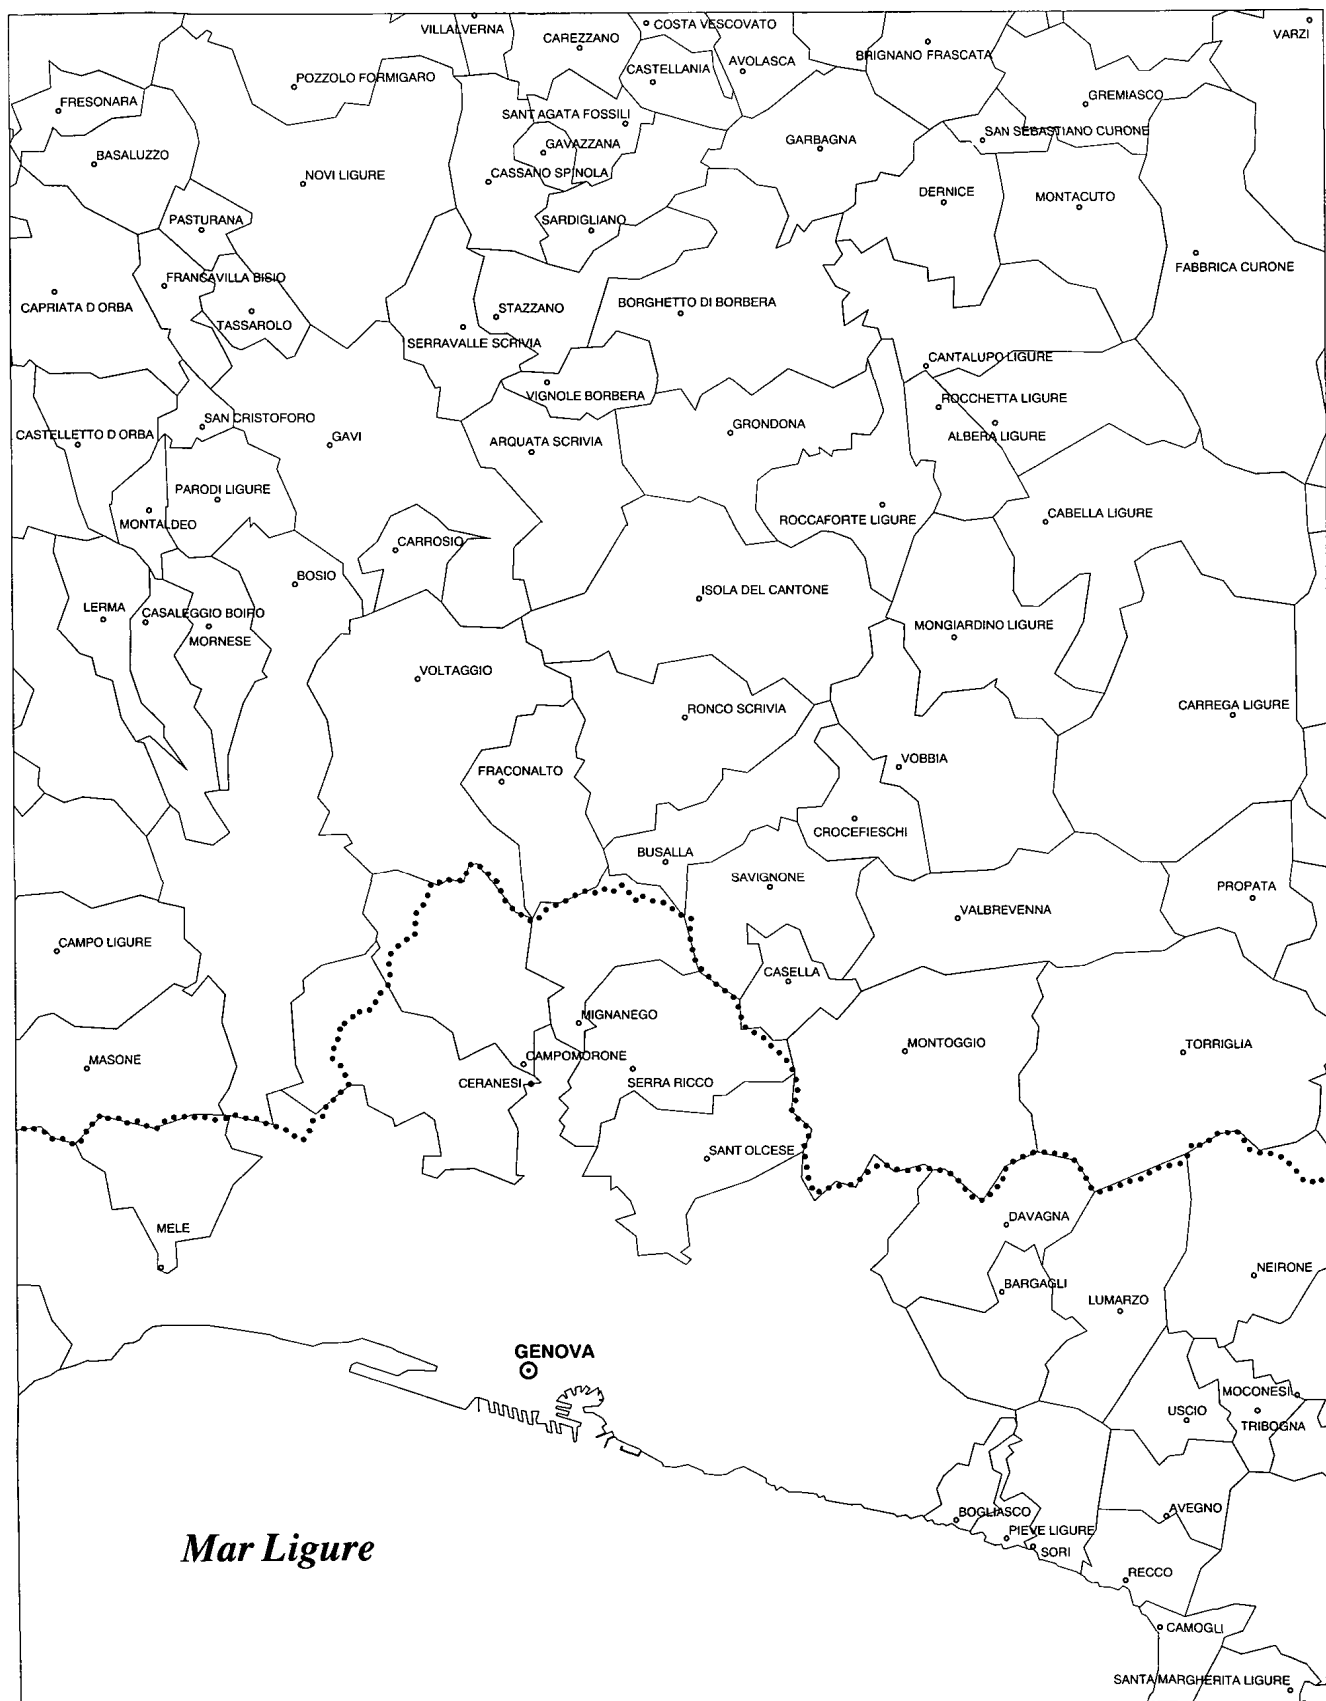 VILLALVERNA
CAREZZANO
COSTA VESCOVATO
BRIGNANO FRASCATA
VARZI
POZZOLO FORMIGARO
CASTELLANIA
AVOLASCA
FRESONARA
GREMIASCO
SANT AGATA FOSSILI
SAN SEBASTIANO CURONE
BASALUZZO
GAVAZZANA
GARBAGNA
NOVI LIGURE
CASSANO SPINOLA
DERNICE
MONTACUTO
PASTURANA
SARDIGLIANO
FABBRICA CURONE
FRANCAVILLA BISIO
CAPRIATA D ORBA
STAZZANO
BORGHETTO DI BORBERA
TASSAROLO
SERRAVALLE SCRIVIA
CANTALUPO LIGURE
VIGNOLE BORBERA
ROCCHETTA LIGURE
SAN CRISTOFORO
CASTELLETTO D ORBA
GAVI
ARQUATA SCRIVIA
GRONDONA
ALBERA LIGURE
PARODI LIGURE
MONTALDEO
ROCCAFORTE LIGURE
CABELLA LIGURE
CARROSIO
BOSIO
ISOLA DEL CANTONE
LERMA
CASALEGGIO BOIRO
MORNESE
MONGIARDINO LIGURE
VOLTAGGIO
RONCO SCRIVIA
CARREGA LIGURE
FRACONALTO
VOBBIA
CROCEFIESCHI
BUSALLA
SAVIGNONE
PROPATA
VALBREVENNA
CAMPO LIGURE
CASELLA
MIGNANEGO
MASONE
CAMPOMORONE
MONTOGGIO
TORRIGLIA
CERANESI
SERRA RICCO
SANT OLCESE
MELE
DAVAGNA
BARGAGLI
NEIRONE
LUMARZO
GENOVA
MOCONESI
USCIO
TRIBOGNA
BOGLIASCO
AVEGNO
PIEVE LIGURE
SORI
Mar Ligure
RECCO
CAMOGLI
SANTA MARGHERITA LIGURE